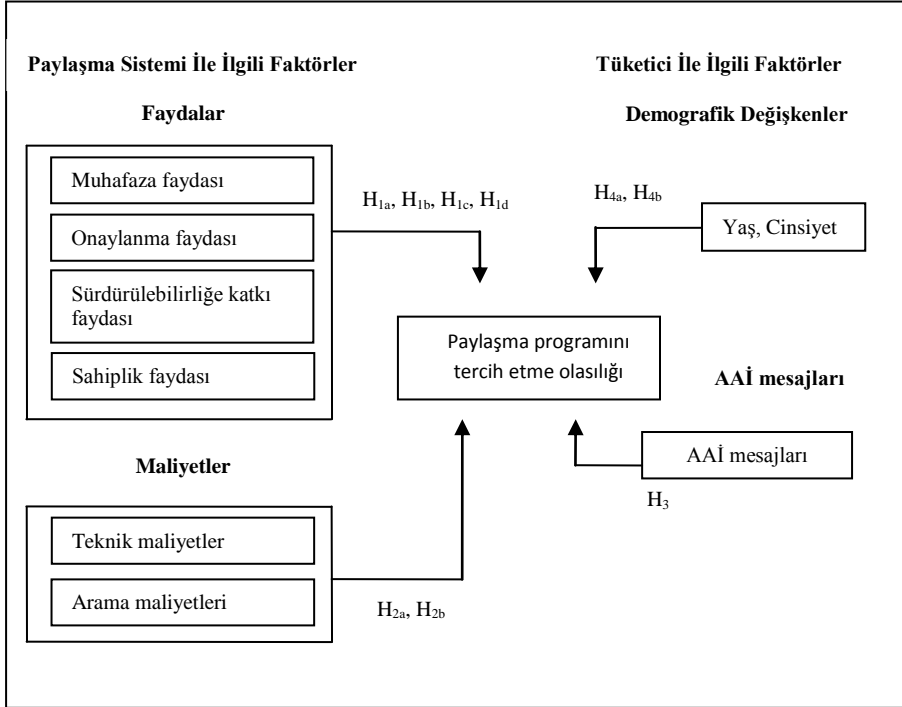 Paylaşma Sistemi İle İlgili Faktörler
Faydalar
Muhafaza faydası
Onaylanma faydası
Sürdürülebilirliğe katkı
faydası
Sahiplik faydası
H1a, H1b, H1c, H1d
Maliyetler
Teknik maliyetler
Arama maliyetleri
H2a, H2b
Paylaşma programını
tercih etme olasılığı
Tüketici İle İlgili Faktörler
Demografik Değişkenler
H4a, H4b
Yaş, Cinsiyet
AAİ mesajları
AAİ mesajları
H3